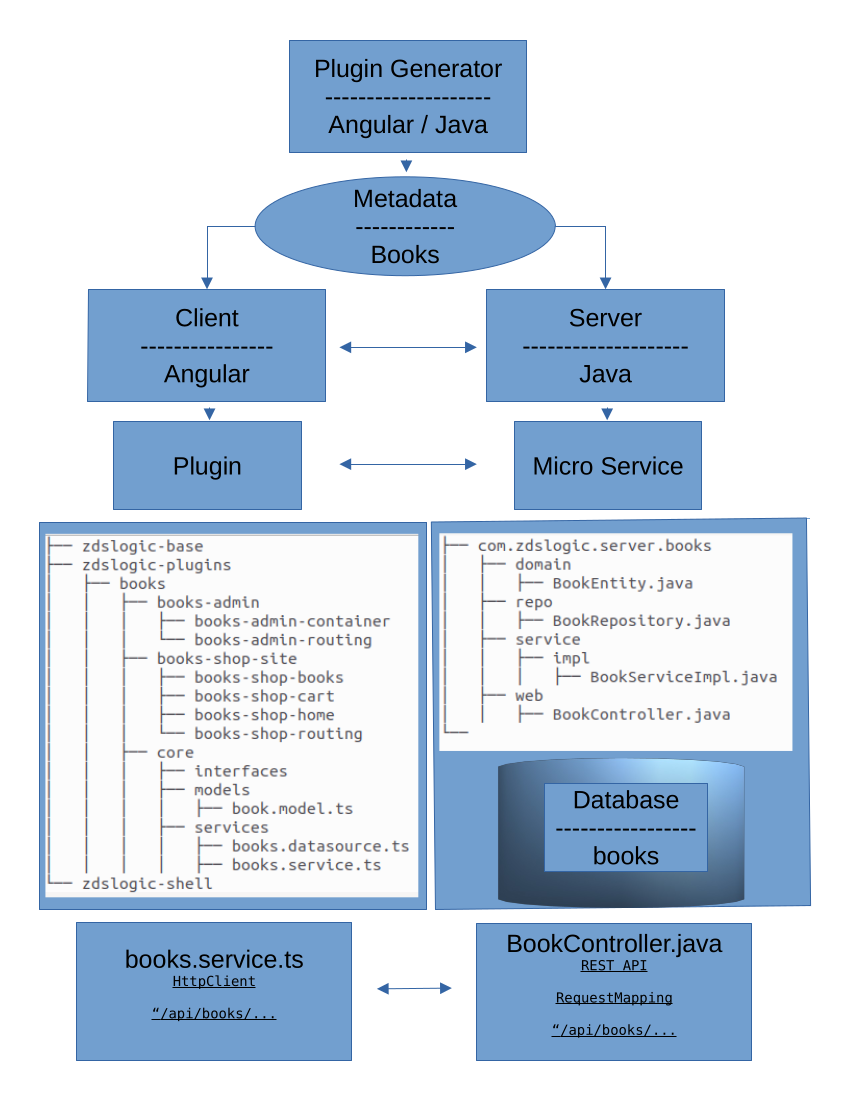 Plugin Generator
--------------------
Angular / Java
Metadata
------------
Books
Client
----------------
Angular
Server
--------------------
Java
Plugin
Micro Service
├── zdslogic-base
├── zdslogic-plugins
│   ├── books
│   │   ├── books-admin
│   │   │   ├── books-admin-container
│   │   │   └── books-admin-routing
│   │   ├── books-shop-site
│   │   │   ├── books-shop-books
│   │   │   ├── books-shop-cart
│   │   │   ├── books-shop-home
│   │   │   └── books-shop-routing
│   │   ├── core
│   │   │   ├── interfaces
│   │   │   ├── models
│   │   │   │   ├── book.model.ts
│   │   │   ├── services
│   │   │   │   ├── books.datasource.ts
│   │   │   │   ├── books.service.ts
└── zdslogic-shell
├── com.zdslogic.server.books
│   ├── domain
│   │   ├── BookEntity.java
│   ├── repo
│   │   ├── BookRepository.java
│   ├── service
│   │   ├── impl
│   │   │   ├── BookServiceImpl.java
│   ├── web
│   │   ├── BookController.java
└──
Database
-----------------
books
books.service.ts
HttpClient
“/api/books/...
BookController.java
REST API
RequestMapping
“/api/books/...